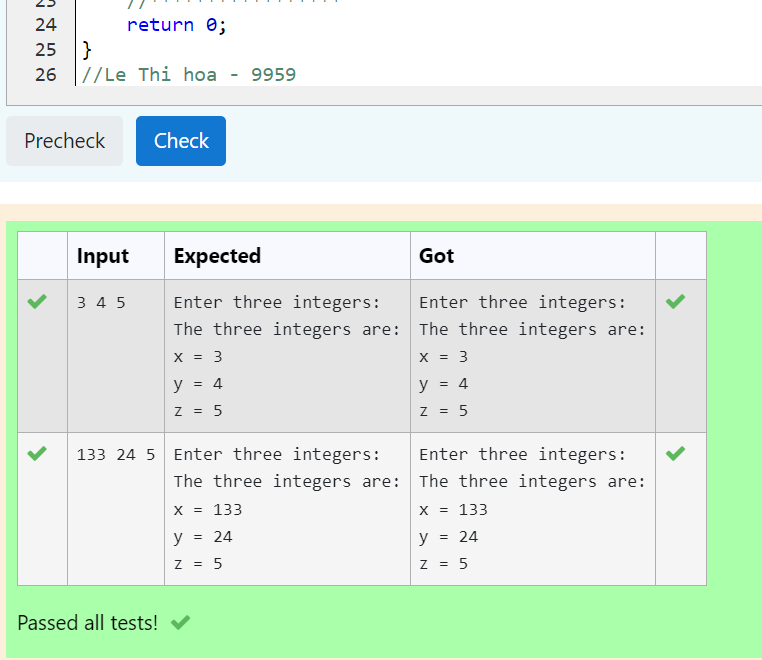 23 //*****************
24 return 0;
25 }
26 //Le Thi hoa - 9959
Precheck Check
Input Expected Got
3 4 5 Enter three integers: Enter three integers:
The three integers are: The three integers are:
x = 3 x = 3
y = 4 y = 4
z = 5 z = 5
133 24 5 Enter three integers: Enter three integers:
The three integers are: The three integers are:
x = 133 x = 133
y = 24 y = 24
z = 5 z = 5
Passed all tests!